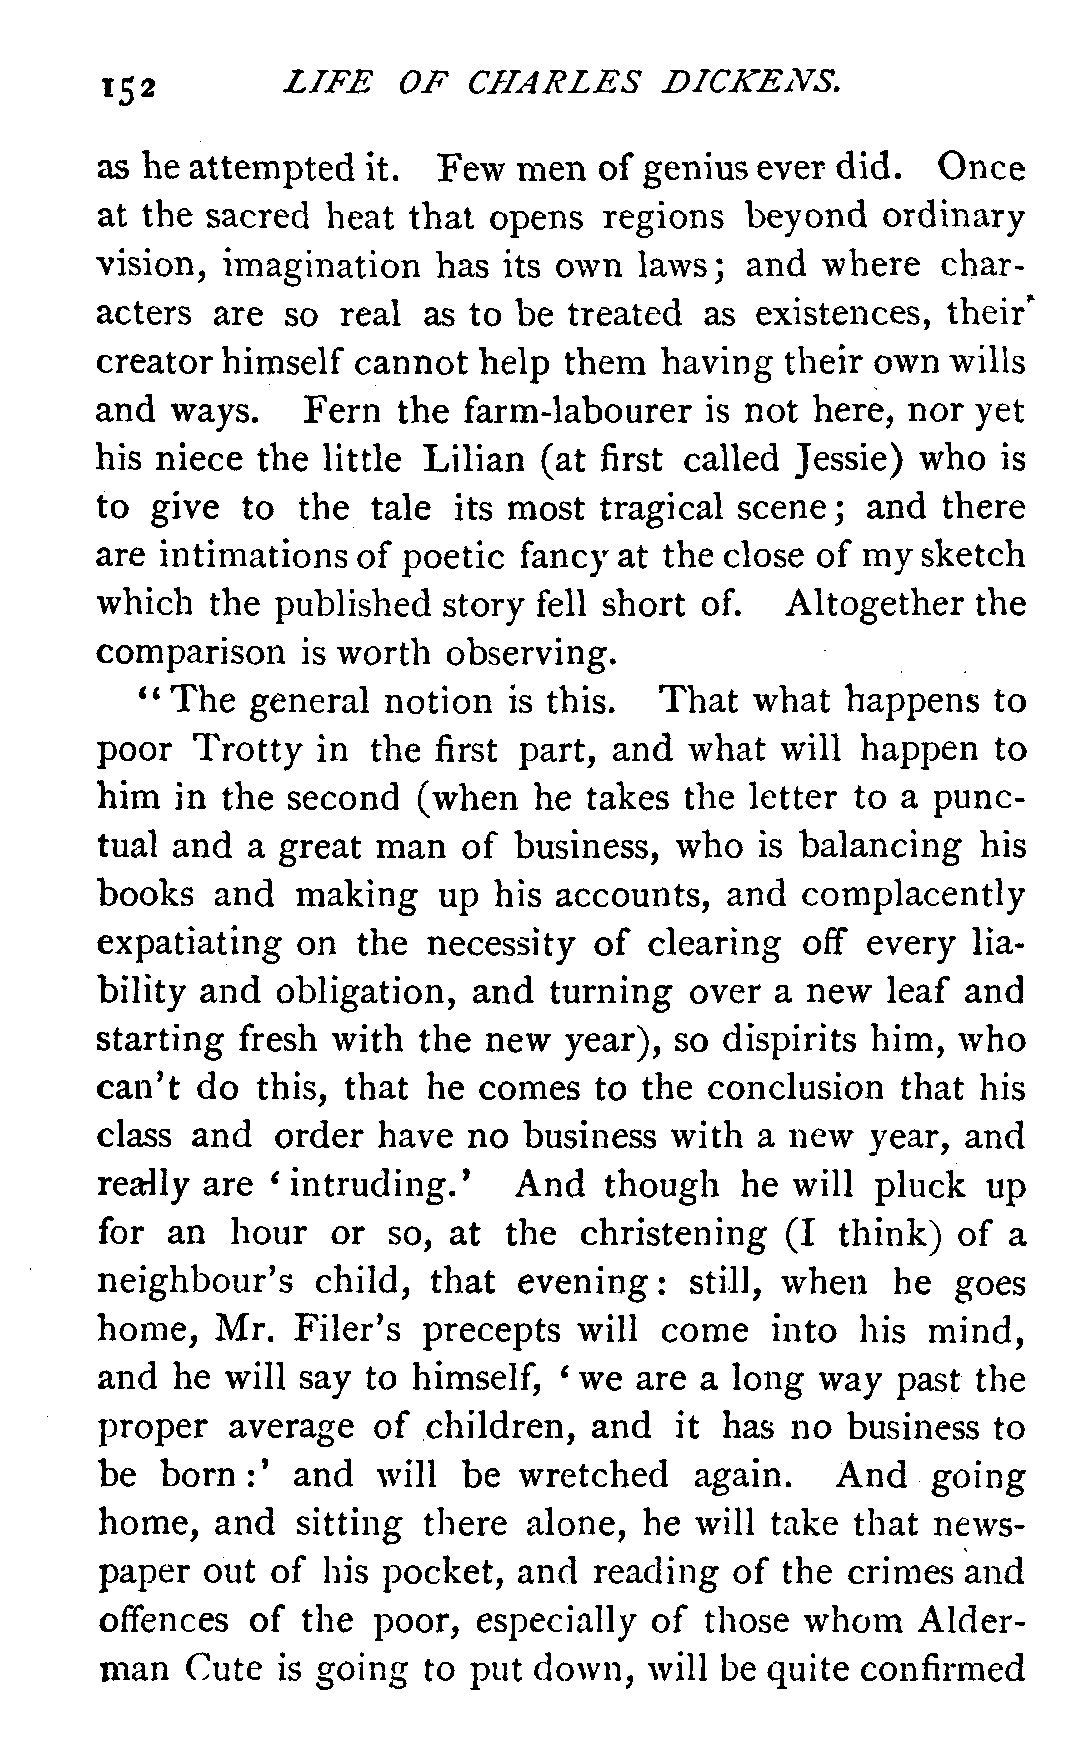 152 LIFE OF CHARLES DICKENS.
as he attempted it. Few men of genius ever did. Once
at the sacred heat that opens regions beyond ordinary
vision, imagination has its own laws; and where char-
acters are so real as to be treated as existences, their
creator himself cannot help them having their own wills
and ways. Fern the farm-labourer is not here, nor yet
his niece the little Lilian (at first called Jessie) who is
to give to the tale its most tragical scene; and there
are intimations of poetic fancy at the close of my sketch
which the published story fell short of. Altogether the
comparison is worth observing.
“The general notion is this. That what happens to
poor Trotty in the first part, and what will happen to
him in the second (when he takes the letter to a punc-
tual and a great man of business, who is balancing his
books and making up his accounts, and complacently
expatiating on the necessity of clearing off every lia-
bility and obligation, and turning over a new leaf and
starting fresh with the new year), so dispirits him, who
can't do this, that he comes to the conclusion that his
class and order have no business with a new year, and
really are ‘intruding.’ And though he will pluck up
for an hour or so, at the christening (I think) of a
neighbour's child, that evening: still, when he goes
home, Mr. Filer's precepts will come into his mind,
and he will say to himself, ‘we are a long way past the
proper average of children, and it has no business to
be born:’ and will be wretched again. And going
home, and sitting there alone, he will take that news-
paper out of his pocket, and reading of the crimes and
offences of the poor, especially of those whom Alder-
man Cute is going to put down, will be quite confirmed